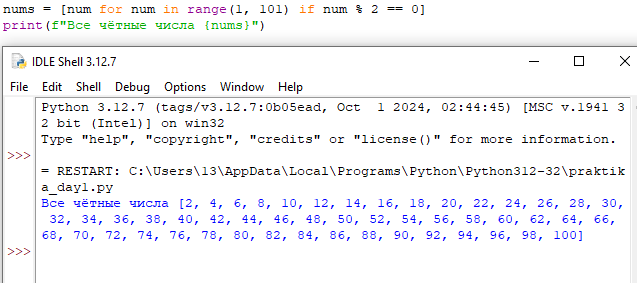 nums = [num for num in range(1, 101) if num % 2 == 0]
print(f"Все чётные числа {nums}")
IDLE Shell 3.12.7
File Edit Shell Debug Options Window Help
Python 3.12.7 (tags/v3.12.7:0b05ead, Oct  1 2024, 02:44:45) [MSC v.1941 3
2 bit (Intel)] on win32
Type "help", "copyright", "credits" or "license()" for more information.
>>>
= RESTART: C:\Users\13\AppData\Local\Programs\Python\Python312-32\praktik
a_day1.py
Все чётные числа [2, 4, 6, 8, 10, 12, 14, 16, 18, 20, 22, 24, 26, 28, 30,
32, 34, 36, 38, 40, 42, 44, 46, 48, 50, 52, 54, 56, 58, 60, 62, 64, 66,
68, 70, 72, 74, 76, 78, 80, 82, 84, 86, 88, 90, 92, 94, 96, 98, 100]
>>>